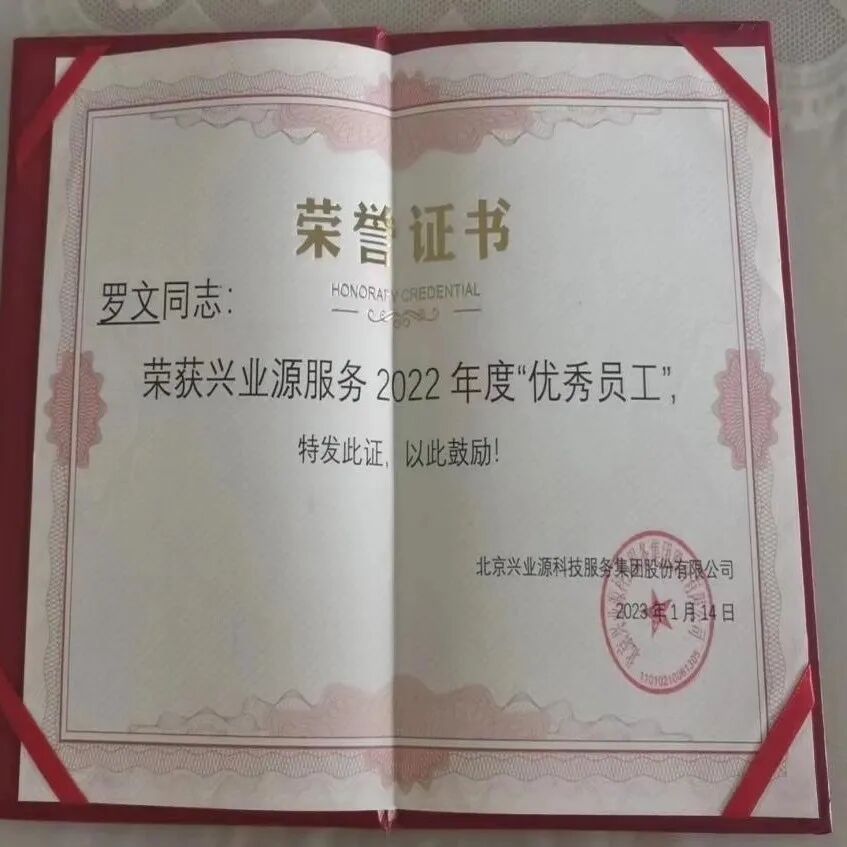 荣誉证书
HONORARY CREDENTIAL
罗文同志：
荣获兴业源服务 2022 年度“优秀员工”，
特发此证，以此鼓励！
北京兴业源科技服务集团股份有限公司
2023 年 1 月 14 日